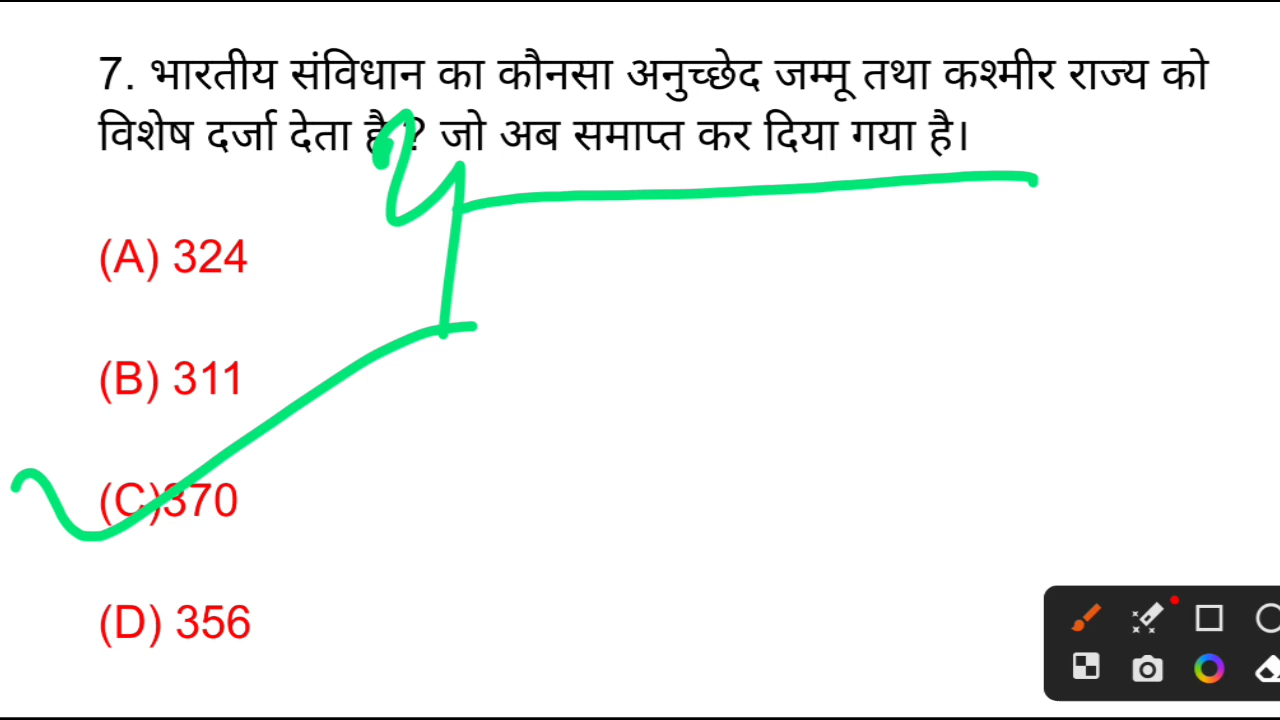 7. भारतीय संविधान का कौनसा अनुच्छेद जम्मू तथा कश्मीर राज्य को
विशेष दर्जा देता है ? जो अब समाप्त कर दिया गया है।
(A) 324
(B) 311
(C)370
(D) 356